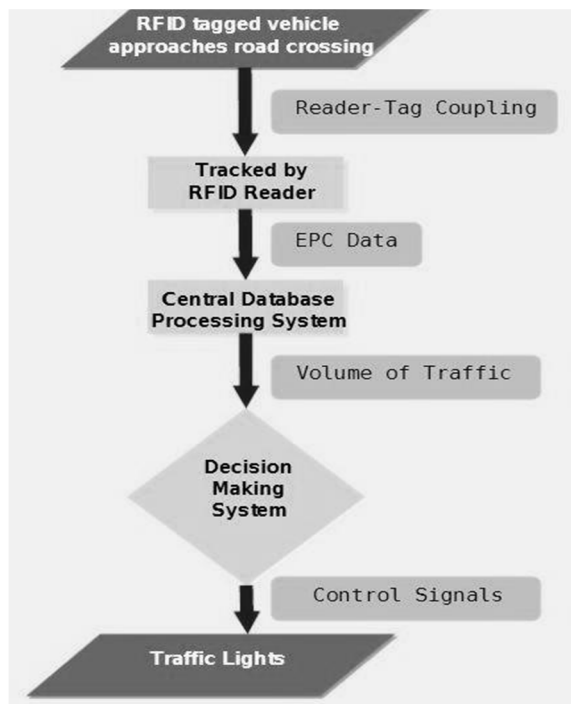 RFID tagged vehicle
approaches road crossing
Reader-Tag Coupling
Tracked by
RFID Reader
EPC Data
Central Database
Processing System
Volume of Traffic
Decision
Making
System
Control Signals
Traffic Lights